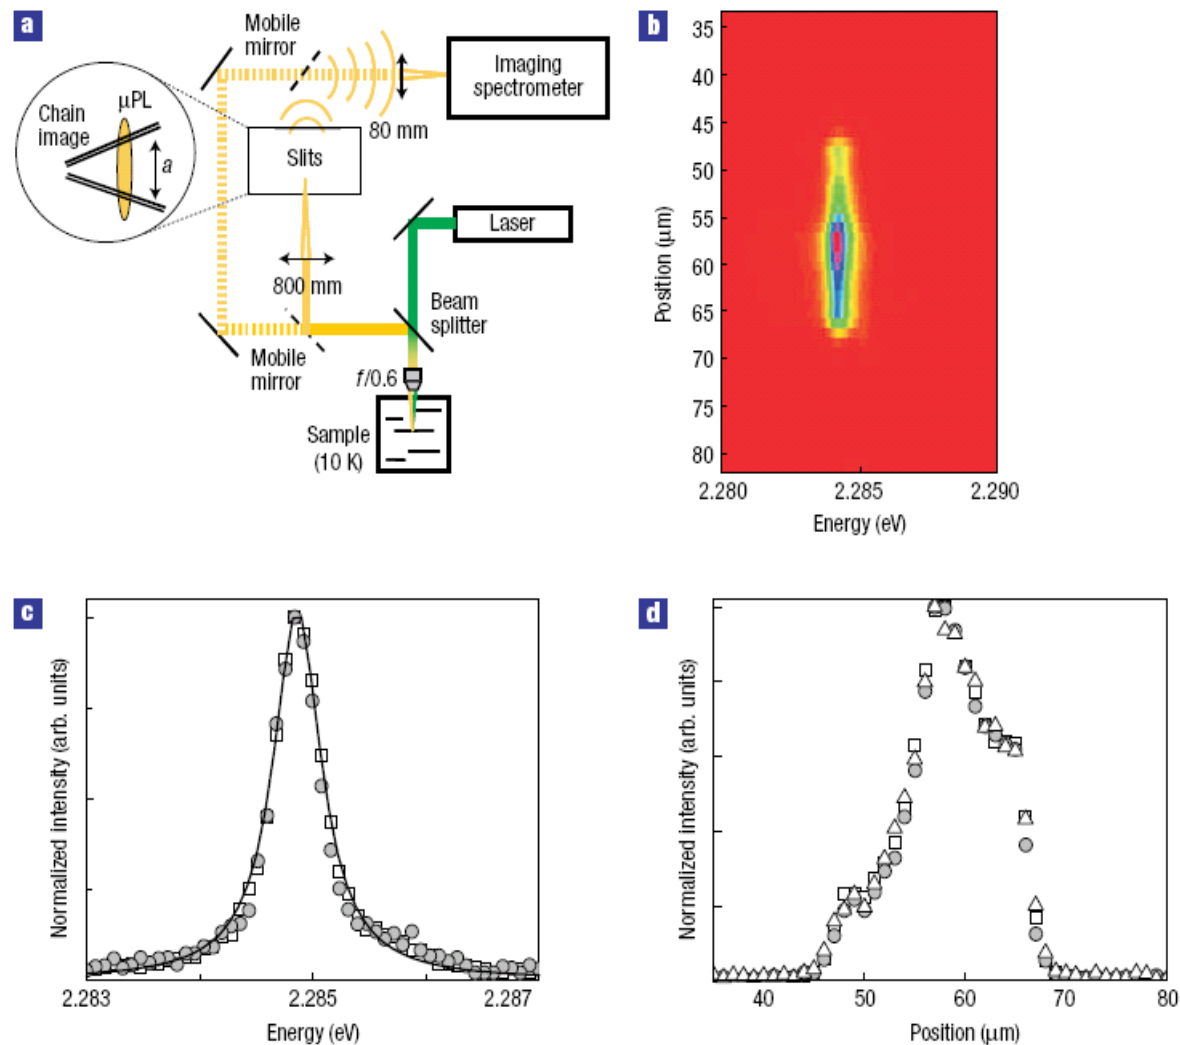 a
Mobile
mirror
Imaging
spectrometer
μPL
Chain
image
a
80 mm
Slits
Laser
800 mm
Beam
splitter
Mobile
mirror
f/0.6
Sample
(10 K)
b
35
40
45
50
55
60
65
70
75
80
Position (μm)
2.280 2.285 2.290
Energy (eV)
c
Normalized intensity (arb. units)
2.283 2.285 2.287
Energy (eV)
d
Normalized intensity (arb. units)
40 50 60 70 80
Position (μm)